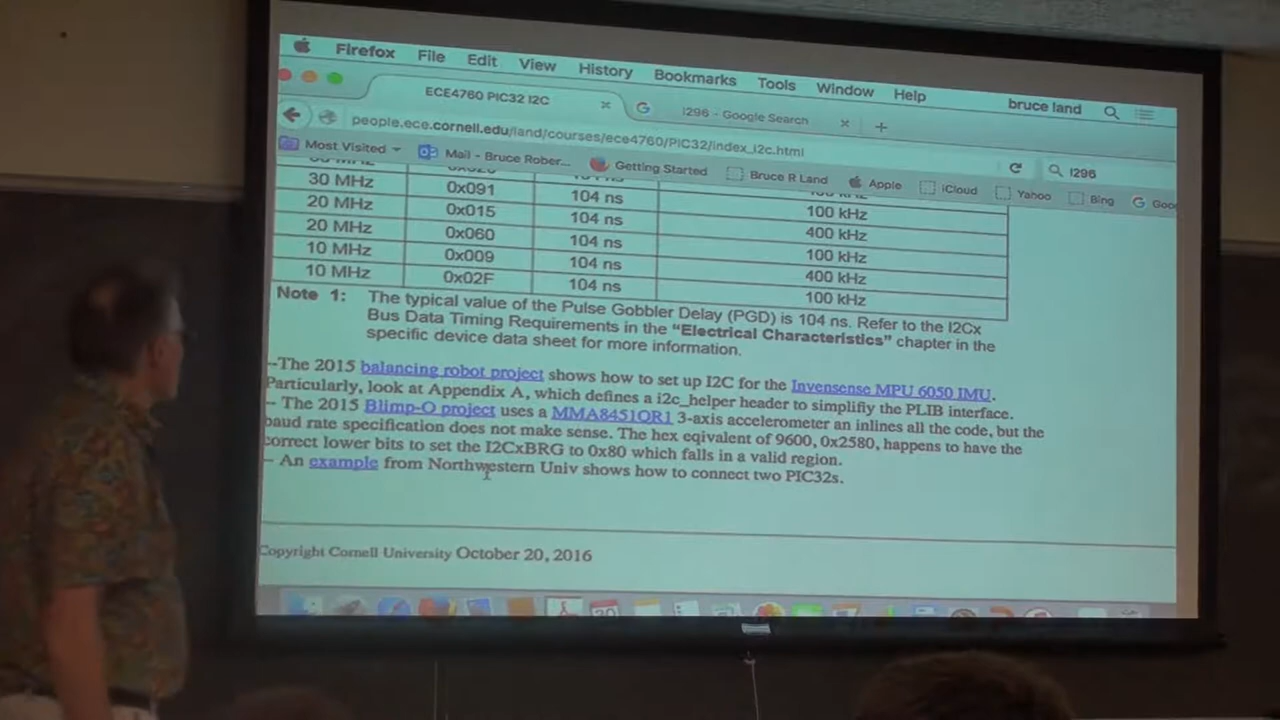 Firefox File Edit View History Bookmarks Tools Window Help bruce land
ECE4760 PIC32 I2C
i296 - Google Search
people.ece.cornell.edu/land/courses/ece4760/PIC32/index_i2c.html
I296
Most Visited Mail - Bruce Rober... Getting Started Bruce R Land Apple iCloud Yahoo Bing Goo
30 MHz 0x091 104 ns 100 kHz
20 MHz 0x015 104 ns 400 kHz
20 MHz 0x060 104 ns 100 kHz
10 MHz 0x009 104 ns 400 kHz
10 MHz 0x02F 104 ns 100 kHz
Note 1: The typical value of the Pulse Gobbler Delay (PGD) is 104 ns. Refer to the I2Cx
Bus Data Timing Requirements in the “Electrical Characteristics” chapter in the
specific device data sheet for more information.
--The 2015 balancing robot project shows how to set up I2C for the Invensense MPU 6050 IMU.
Particularly, look at Appendix A, which defines a i2c_helper header to simplifiy the PLIB interface.
-- The 2015 Blimp-O project uses a MMA8451QR1 3-axis accelerometer an inlines all the code, but the
baud rate specification does not make sense. The hex eqivalent of 9600, 0x2580, happens to have the
correct lower bits to set the I2CxBRG to 0x80 which falls in a valid region.
- An example from Northwestern Univ shows how to connect two PIC32s.
Copyright Cornell University October 20, 2016